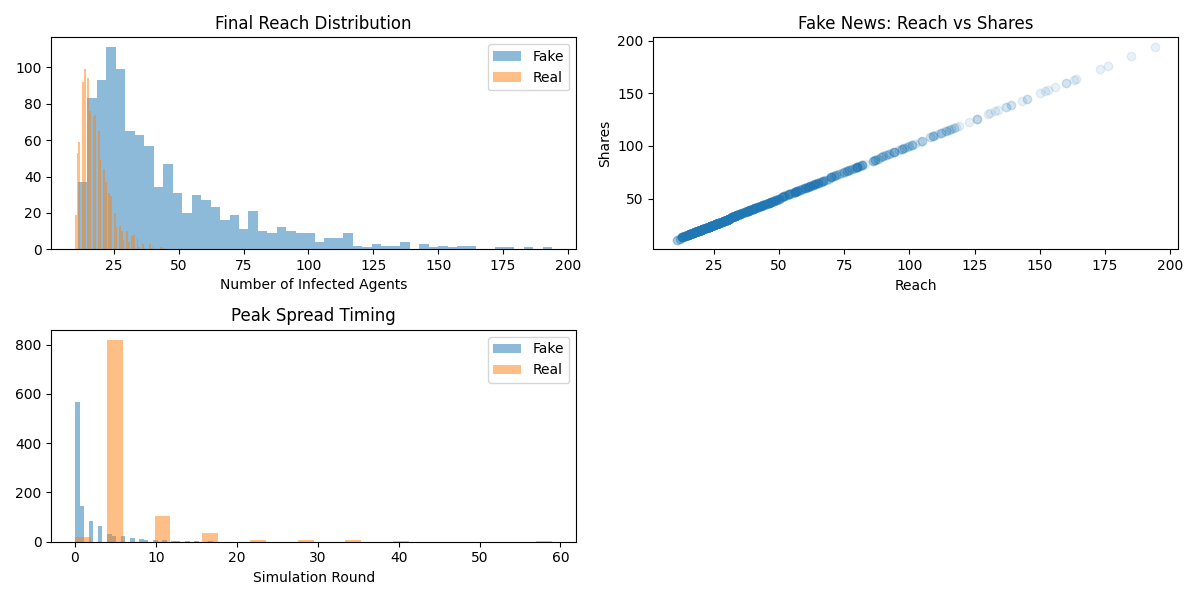 Final Reach Distribution
Fake
Real
100
80
60
40
20
0
25 50 75 100 125 150 175 200
Number of Infected Agents
Fake News: Reach vs Shares
200
150
100
50
Shares
25 50 75 100 125 150 175 200
Reach
Peak Spread Timing
Fake
Real
800
600
400
200
0
0 10 20 30 40 50 60
Simulation Round